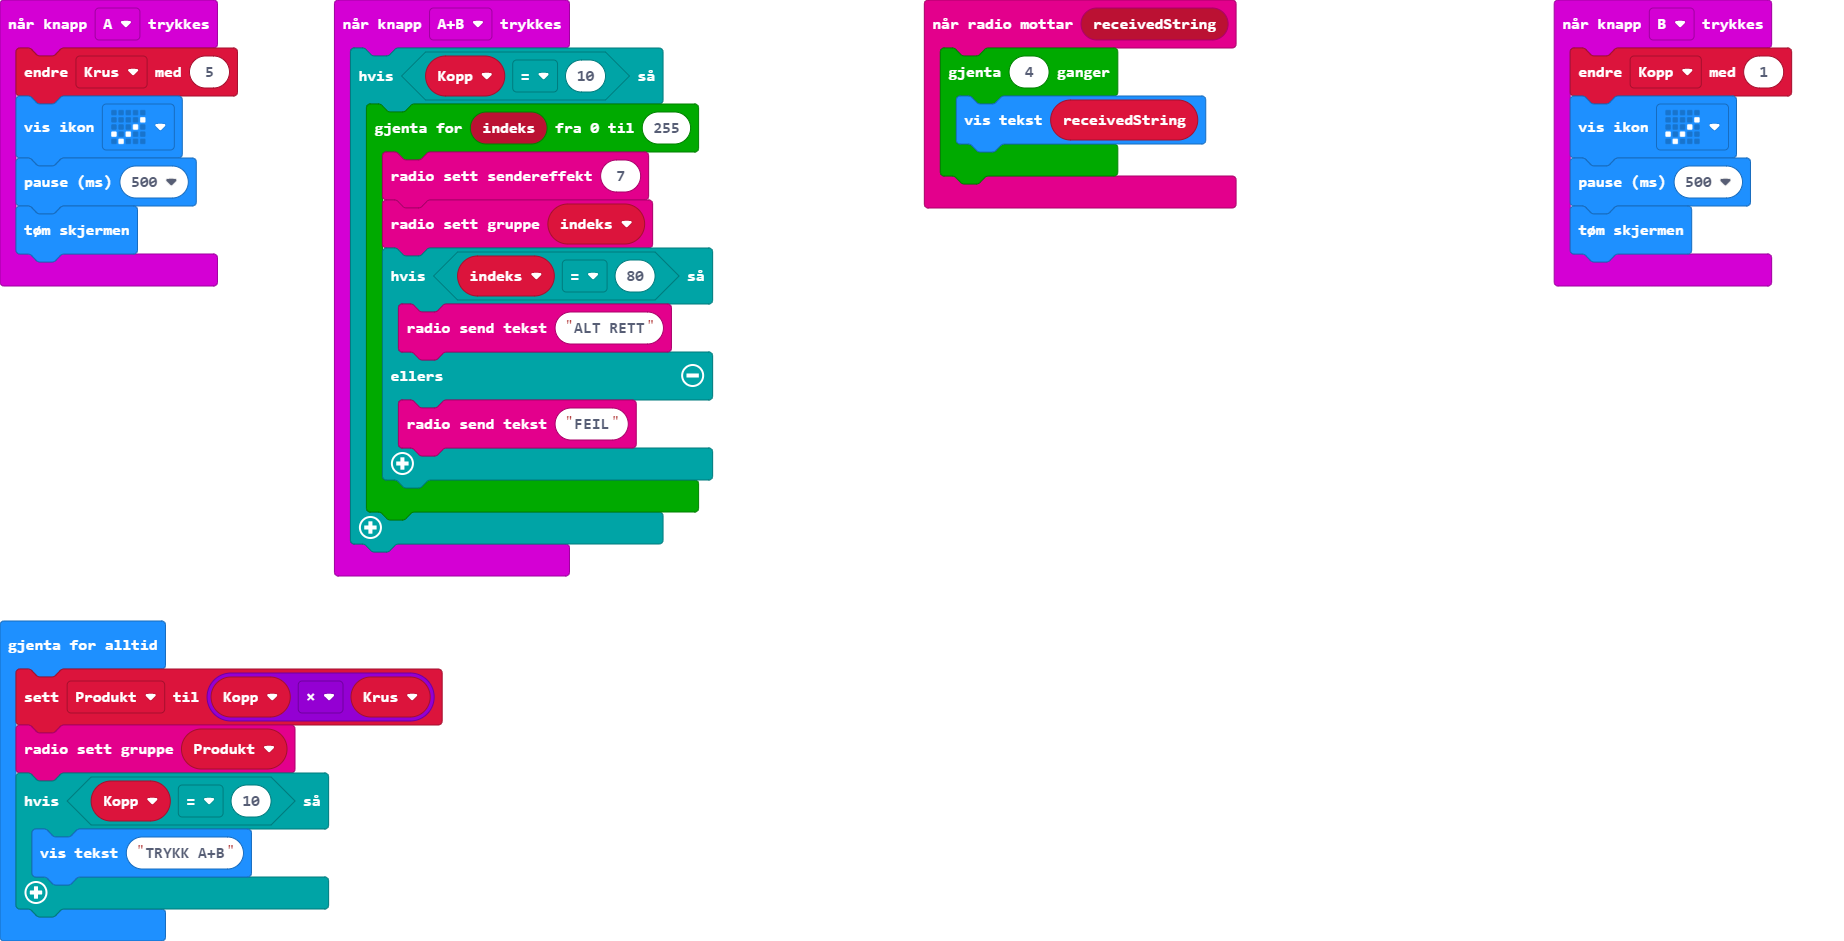 når knapp A trykkes
endre Krus med 5
vis ikon
pause (ms) 500
tøm skjermen
når knapp A+B trykkes
hvis Kopp = 10 så
gjenta for indeks fra 0 til 255
radio sett sendereffekt 7
radio sett gruppe indeks
hvis indeks = 80 så
radio send tekst "ALT RETT"
ellers
radio send tekst "FEIL"
når radio mottar receivedString
gjenta 4 ganger
vis tekst receivedString
når knapp B trykkes
endre Kopp med 1
vis ikon
pause (ms) 500
tøm skjermen
gjenta for alltid
sett Produkt til Kopp × Krus
radio sett gruppe Produkt
hvis Kopp = 10 så
vis tekst "TRYKK A+B"